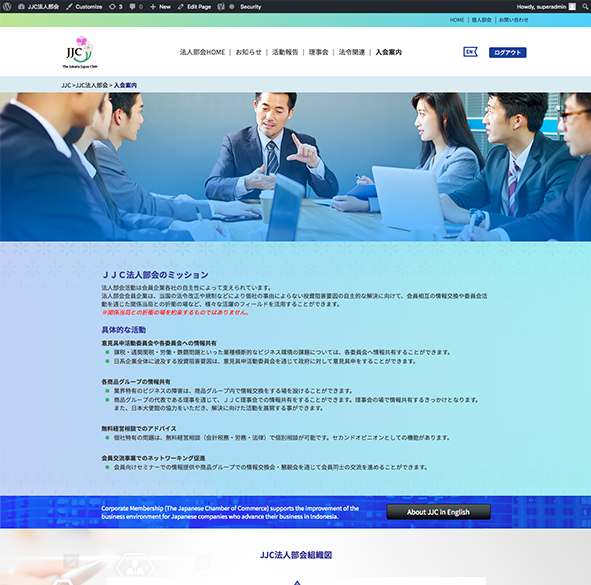 JJC法人部会 Customize 3 0 New Edit Page Security Howdy, superadmin
HOME 個人部会 お問い合わせ
JJC
The Jakarta Japan Club
法人部会HOME | お知らせ | 活動報告 | 理事会 | 法令関連 | 入会案内
EN
ログアウト
JJC >JJC法人部会 > 入会案内
ＪＪＣ法人部会のミッション
法人部会活動は会員企業各社の自主性によって支えられています。
法人部会会員企業は、当国の法令改正や規制などにより個社の事由によらない投資阻害要因の自主的な解決に向けて、会員相互の情報交換や委員会活
動を通じた関係当局との折衝の場など、様々な活躍のフィールドを活用することができます。
※関係当局との折衝の場を約束するものではありません。
具体的な活動
意見具申活動委員会や各委員会への情報共有
課税・通関関税・労働・鉄鋼問題といった業種横断的なビジネス環境の課題については、各委員会へ情報共有することができます。
日系企業全体に波及する投資阻害要因は、意見具申活動委員会を通じて政府に対して意見具申をすることができます。
各商品グループの情報共有
業界特有のビジネスの障害は、商品グループ内で情報交換をする場を設けることができます。
商品グループの代表である理事を通じて、ＪＪＣ理事会での情報共有をすることができます。理事会の場で情報共有するきっかけとなります。
また、日本大使館の協力をいただき、解決に向けた活動が展開する事ができます。
無料経営相談でのアドバイス
個社特有の問題は、無料経営相談（会計税務・労務・法律）で個別相談が可能です。セカンドオピニオンとしての機能があります。
会員交流事業でのネットワーキング促進
会員向けセミナーでの情報提供や商品グループでの情報交換会・懇親会を通じて会員同士の交流を進めることができます。
Corporate Membership (The Japanese Chamber of Commerce) supports the improvement of the
business environment for Japanese companies who advance their business in Indonesia.
About JJC in English
JJC法人部会組織図